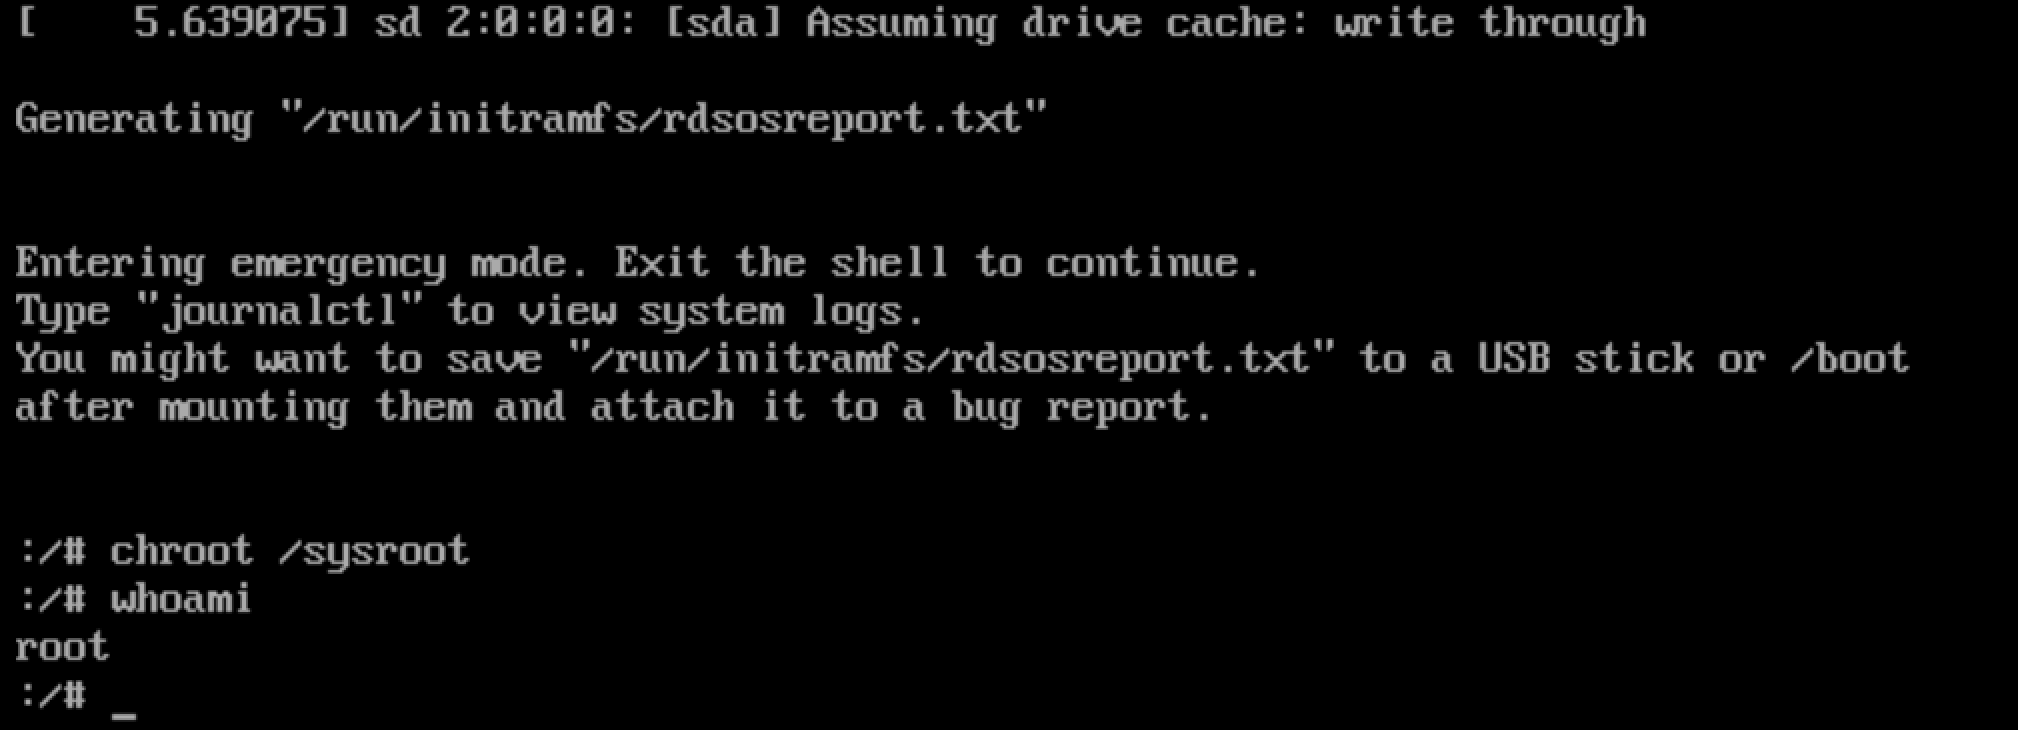 [    5.639075] sd 2:0:0:0: [sda] Assuming drive cache: write through
Generating "/run/initramfs/rdsosreport.txt"
Entering emergency mode. Exit the shell to continue.
Type "journalctl" to view system logs.
You might want to save "/run/initramfs/rdsosreport.txt" to a USB stick or /boot
after mounting them and attach it to a bug report.
:/# chroot /sysroot
:/# whoami
root
:/# _